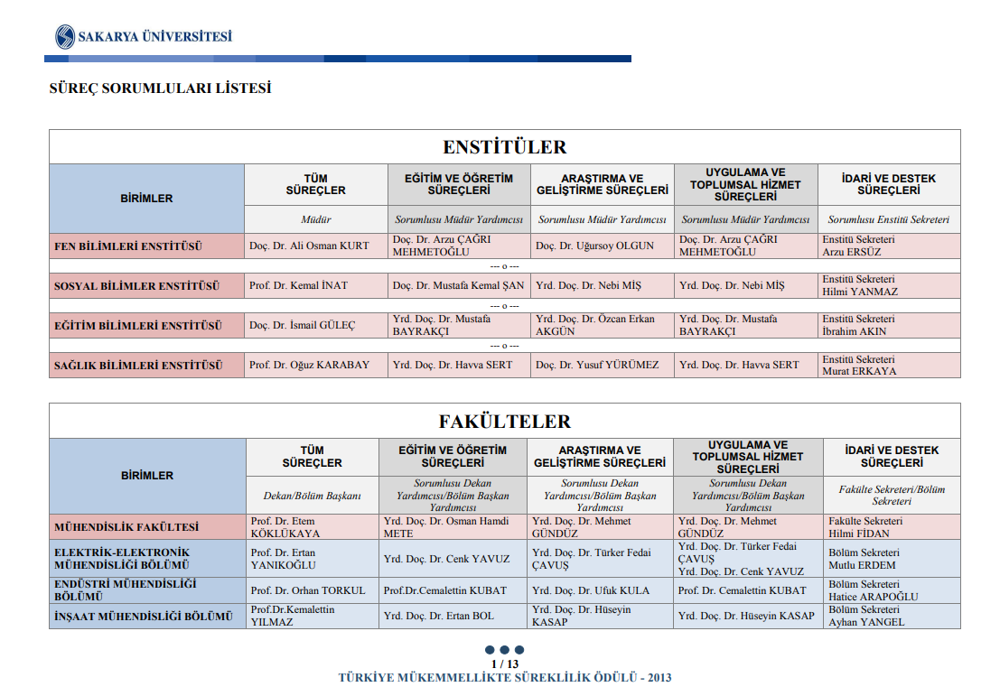 SAKARYA ÜNİVERSİTESİ
SÜREÇ SORUMLULARI LİSTESİ
ENSTİTÜLER
BİRİMLER
TÜM
SÜREÇLER
EĞİTİM VE ÖĞRETİM
SÜREÇLERİ
ARAŞTIRMA VE
GELİŞTİRME SÜREÇLERİ
UYGULAMA VE
TOPLUMSAL HİZMET
SÜREÇLERİ
İDARİ VE DESTEK
SÜREÇLERİ
Müdür
Sorumlusu Müdür Yardımcısı
Sorumlusu Müdür Yardımcısı
Sorumlusu Müdür Yardımcısı
Sorumlusu Enstitü Sekreteri
FEN BİLİMLERİ ENSTİTÜSÜ
Doç. Dr. Ali Osman KURT
Doç. Dr. Arzu ÇAĞRI
MEHMETOĞLU
Doç. Dr. Uğursoy OLGUN
Doç. Dr. Arzu ÇAĞRI
MEHMETOĞLU
Enstitü Sekreteri
Arzu ERSÜZ
--- o ---
SOSYAL BİLİMLER ENSTİTÜSÜ
Prof. Dr. Kemal İNAT
Doç. Dr. Mustafa Kemal ŞAN
Yrd. Doç. Dr. Nebi MİŞ
Yrd. Doç. Dr. Nebi MİŞ
Enstitü Sekreteri
Hilmi YANMAZ
--- o ---
EĞİTİM BİLİMLERİ ENSTİTÜSÜ
Doç. Dr. İsmail GÜLEÇ
Yrd. Doç. Dr. Mustafa
BAYRAKÇI
Yrd. Doç. Dr. Özcan Erkan
AKGÜN
Yrd. Doç. Dr. Mustafa
BAYRAKÇI
Enstitü Sekreteri
İbrahim AKIN
--- o ---
SAĞLIK BİLİMLERİ ENSTİTÜSÜ
Prof. Dr. Oğuz KARABAY
Yrd. Doç. Dr. Havva SERT
Doç. Dr. Yusuf YÜRÜMEZ
Yrd. Doç. Dr. Havva SERT
Enstitü Sekreteri
Murat ERKAYA
FAKÜLTELER
BİRİMLER
TÜM
SÜREÇLER
EĞİTİM VE ÖĞRETİM
SÜREÇLERİ
ARAŞTIRMA VE
GELİŞTİRME SÜREÇLERİ
UYGULAMA VE
TOPLUMSAL HİZMET
SÜREÇLERİ
İDARİ VE DESTEK
SÜREÇLERİ
Dekan/Bölüm Başkanı
Sorumlusu Dekan
Yardımcısı/Bölüm Başkan
Yardımcısı
Sorumlusu Dekan
Yardımcısı/Bölüm Başkan
Yardımcısı
Sorumlusu Dekan
Yardımcısı/Bölüm Başkan
Yardımcısı
Fakülte Sekreteri/Bölüm
Sekreteri
MÜHENDİSLİK FAKÜLTESİ
Prof. Dr. Etem
KÖKLÜKAYA
Yrd. Doç. Dr. Osman Hamdi
METE
Yrd. Doç. Dr. Mehmet
GÜNDÜZ
Yrd. Doç. Dr. Mehmet
GÜNDÜZ
Fakülte Sekreteri
Hilmi FİDAN
ELEKTRİK-ELEKTRONİK
MÜHENDİSLİĞİ BÖLÜMÜ
Prof. Dr. Ertan
YANIKOĞLU
Yrd. Doç. Dr. Cenk YAVUZ
Yrd. Doç. Dr. Türker Fedai
ÇAVUŞ
Yrd. Doç. Dr. Türker Fedai
ÇAVUŞ
Yrd. Doç. Dr. Cenk YAVUZ
Bölüm Sekreteri
Mutlu ERDEM
ENDÜSTRİ MÜHENDİSLİĞİ
BÖLÜMÜ
Prof. Dr. Orhan TORKUL
Prof.Dr.Cemalettin KUBAT
Yrd. Doç. Dr. Ufuk KULA
Prof. Dr. Cemalettin KUBAT
Bölüm Sekreteri
Hatice ARAPOĞLU
İNŞAAT MÜHENDİSLİĞİ BÖLÜMÜ
Prof.Dr.Kemalettin
YILMAZ
Yrd. Doç. Dr. Ertan BOL
Yrd. Doç. Dr. Hüseyin
KASAP
Yrd. Doç. Dr. Hüseyin KASAP
Bölüm Sekreteri
Ayhan YANGEL
1 / 13
TÜRKİYE MÜKEMMELLİKTE SÜREKLİLİK ÖDÜLÜ - 2013